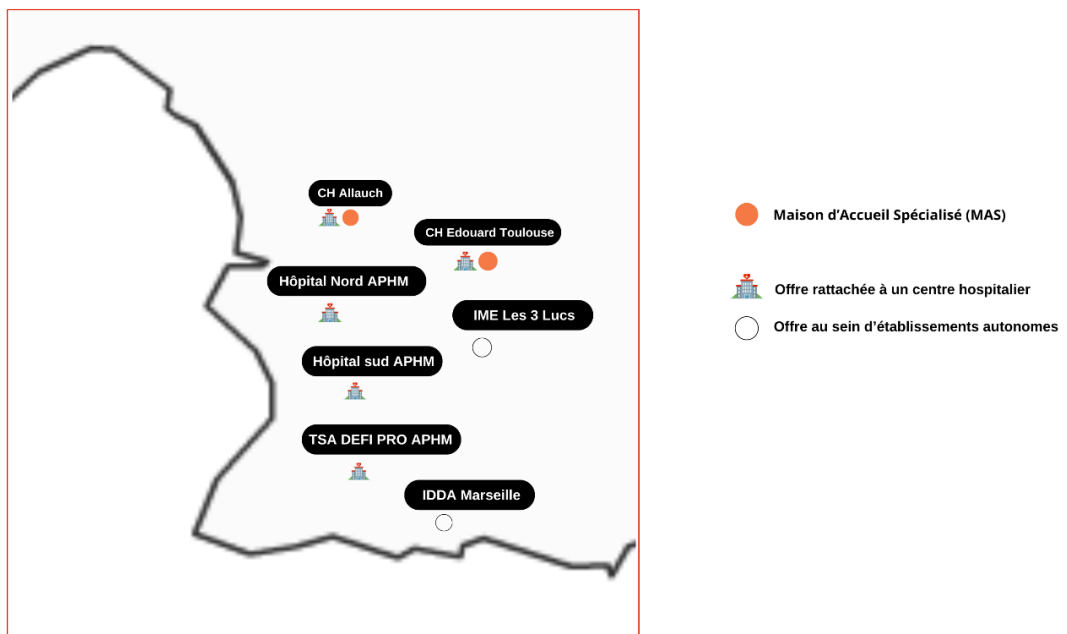 CH Allauch
CH Edouard Toulouse
Hôpital Nord APHM
IME Les 3 Lucs
Hôpital sud APHM
TSA DEFI PRO APHM
IDDA Marseille
Maison d’Accueil Spécialisé (MAS)
Offre rattachée à un centre hospitalier
Offre au sein d’établissements autonomes